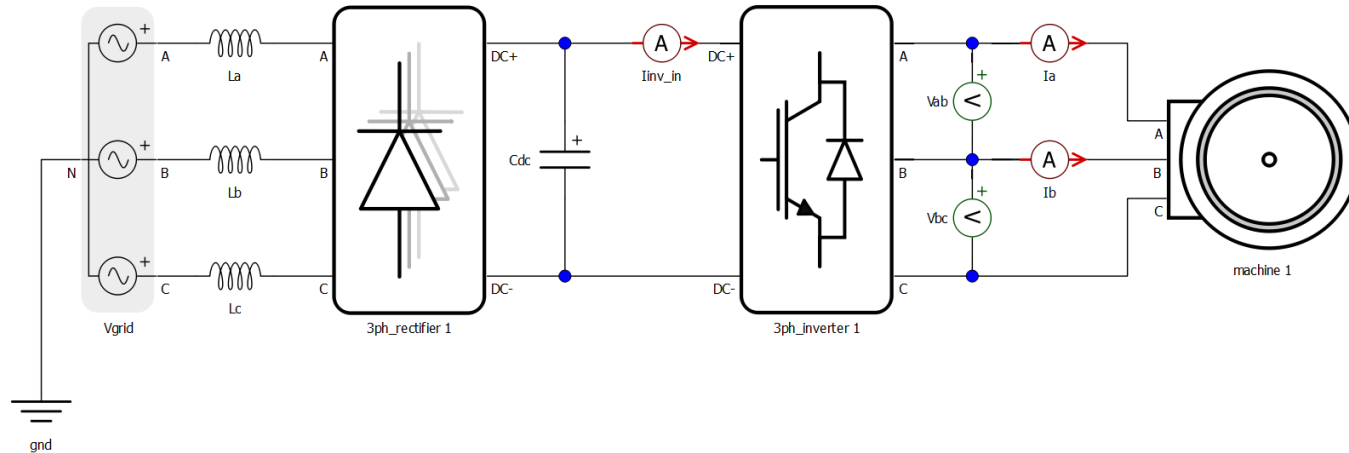 + A La A DC+ A DC+ A A Ia
Iinv_in
+ Vab V
A
N + B Lb B Cdc + B A Ib B
C
+ Vbc V
+ C Lc C DC- DC- C
machine 1
Vgrid 3ph_rectifier 1 3ph_inverter 1
gnd